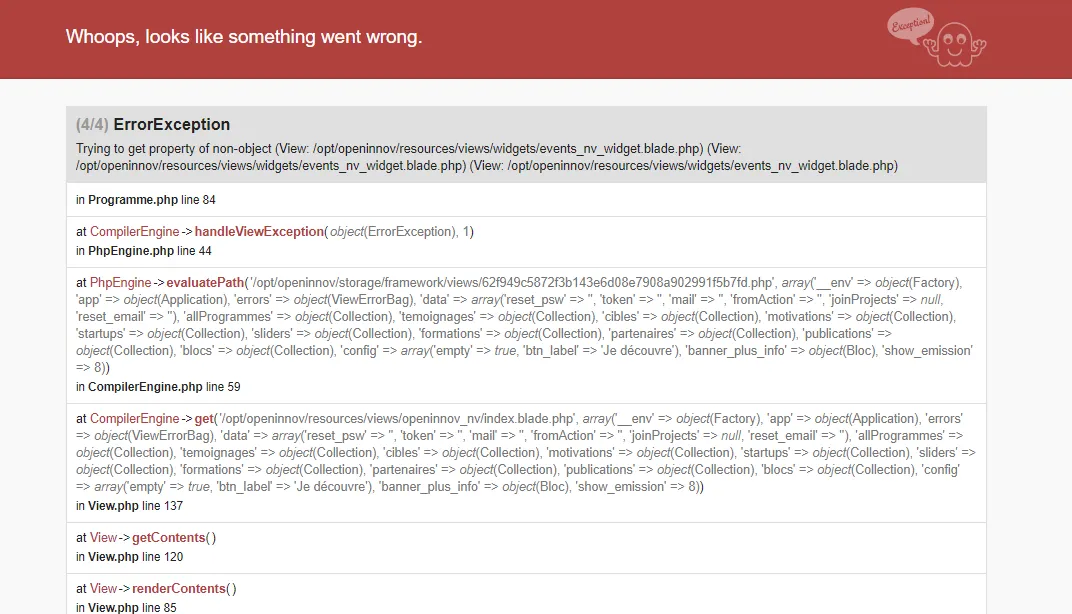 Whoops, looks like something went wrong.
Exception!
(4/4) ErrorException
Trying to get property of non-object (View: /opt/openinnov/resources/views/widgets/events_nv_widget.blade.php) (View:
/opt/openinnov/resources/views/widgets/events_nv_widget.blade.php) (View: /opt/openinnov/resources/views/widgets/events_nv_widget.blade.php)
in Programme.php line 84
at CompilerEngine->handleViewException(object(ErrorException), 1)
in PhpEngine.php line 44
at PhpEngine->evaluatePath('/opt/openinnov/storage/framework/views/62f949c5872f3b143e6d08e7908a902991f5b7fd.php', array('__env' => object(Factory),
'app' => object(Application), 'errors' => object(ViewErrorBag), 'data' => array('reset_psw' => '', 'token' => '', 'mail' => '', 'fromAction' => '', 'joinProjects' => null,
'reset_email' => ''), 'allProgrammes' => object(Collection), 'temoignages' => object(Collection), 'cibles' => object(Collection), 'motivations' => object(Collection),
'startups' => object(Collection), 'sliders' => object(Collection), 'formations' => object(Collection), 'partenaires' => object(Collection), 'publications' =>
object(Collection), 'blocs' => object(Collection), 'config' => array('empty' => true, 'btn_label' => 'Je découvre'), 'banner_plus_info' => object(Bloc), 'show_emission'
=> 8))
in CompilerEngine.php line 59
at CompilerEngine->get('/opt/openinnov/resources/views/openinnov_nv/index.blade.php', array('__env' => object(Factory), 'app' => object(Application), 'errors'
=> object(ViewErrorBag), 'data' => array('reset_psw' => '', 'token' => '', 'mail' => '', 'fromAction' => '', 'joinProjects' => null, 'reset_email' => ''), 'allProgrammes' =>
object(Collection), 'temoignages' => object(Collection), 'cibles' => object(Collection), 'motivations' => object(Collection), 'startups' => object(Collection), 'sliders' =>
object(Collection), 'formations' => object(Collection), 'partenaires' => object(Collection), 'publications' => object(Collection), 'blocs' => object(Collection), 'config'
=> array('empty' => true, 'btn_label' => 'Je découvre'), 'banner_plus_info' => object(Bloc), 'show_emission' => 8))
in View.php line 137
at View->getContents()
in View.php line 120
at View->renderContents()
in View.php line 85